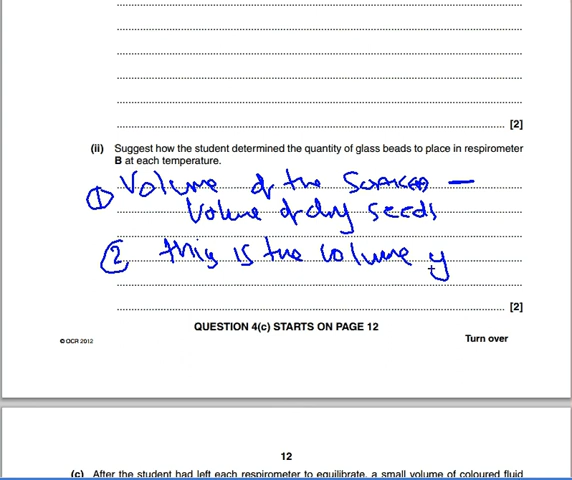 [2]
(ii) Suggest how the student determined the quantity of glass beads to place in respirometer
B at each temperature.
① Volume of the Soaked —
Volume of dry seeds
② this is the volume y
[2]
QUESTION 4(c) STARTS ON PAGE 12
© OCR 2012
Turn over
12
(c) After the student had left each respirometer to equilibrate, a small volume of coloured fluid